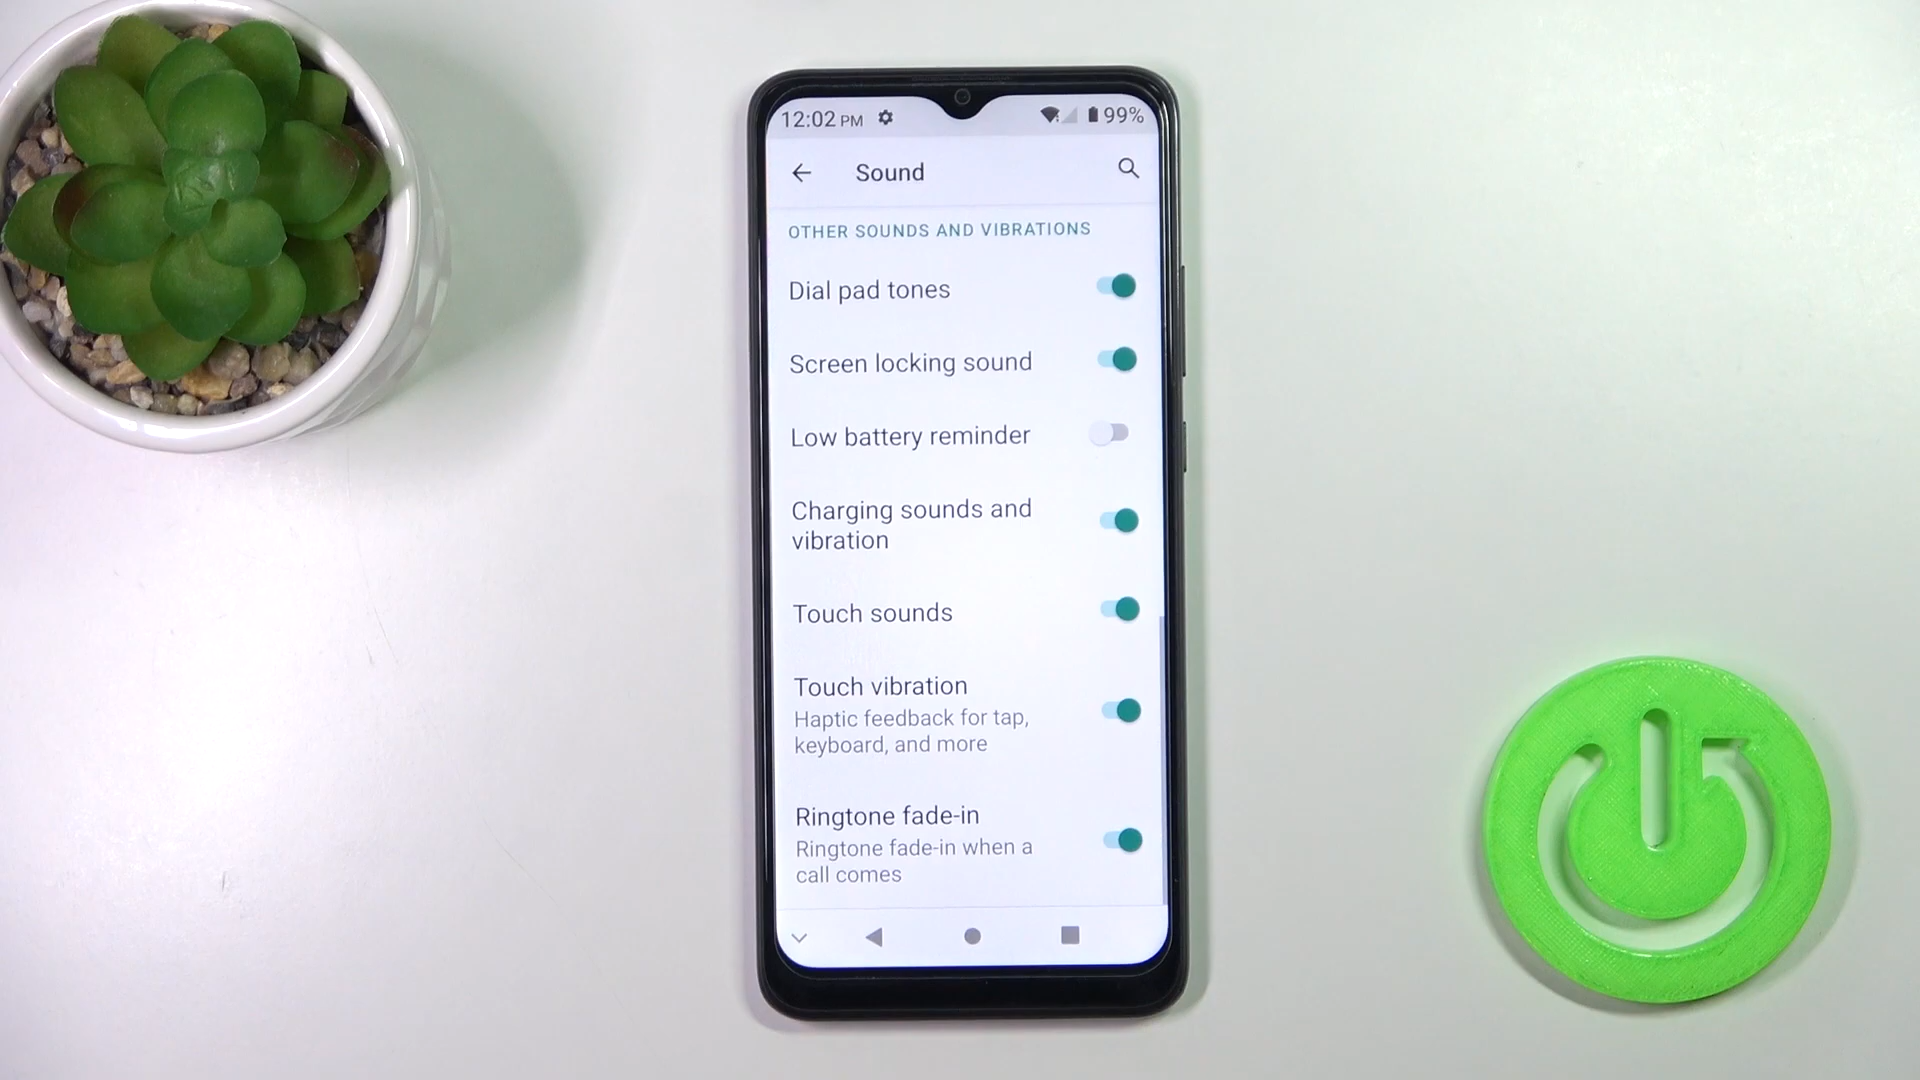 12:02 PM 99%
Sound
OTHER SOUNDS AND VIBRATIONS
Dial pad tones
Screen locking sound
Low battery reminder
Charging sounds and
vibration
Touch sounds
Touch vibration
Haptic feedback for tap,
keyboard, and more
Ringtone fade-in
Ringtone fade-in when a
call comes